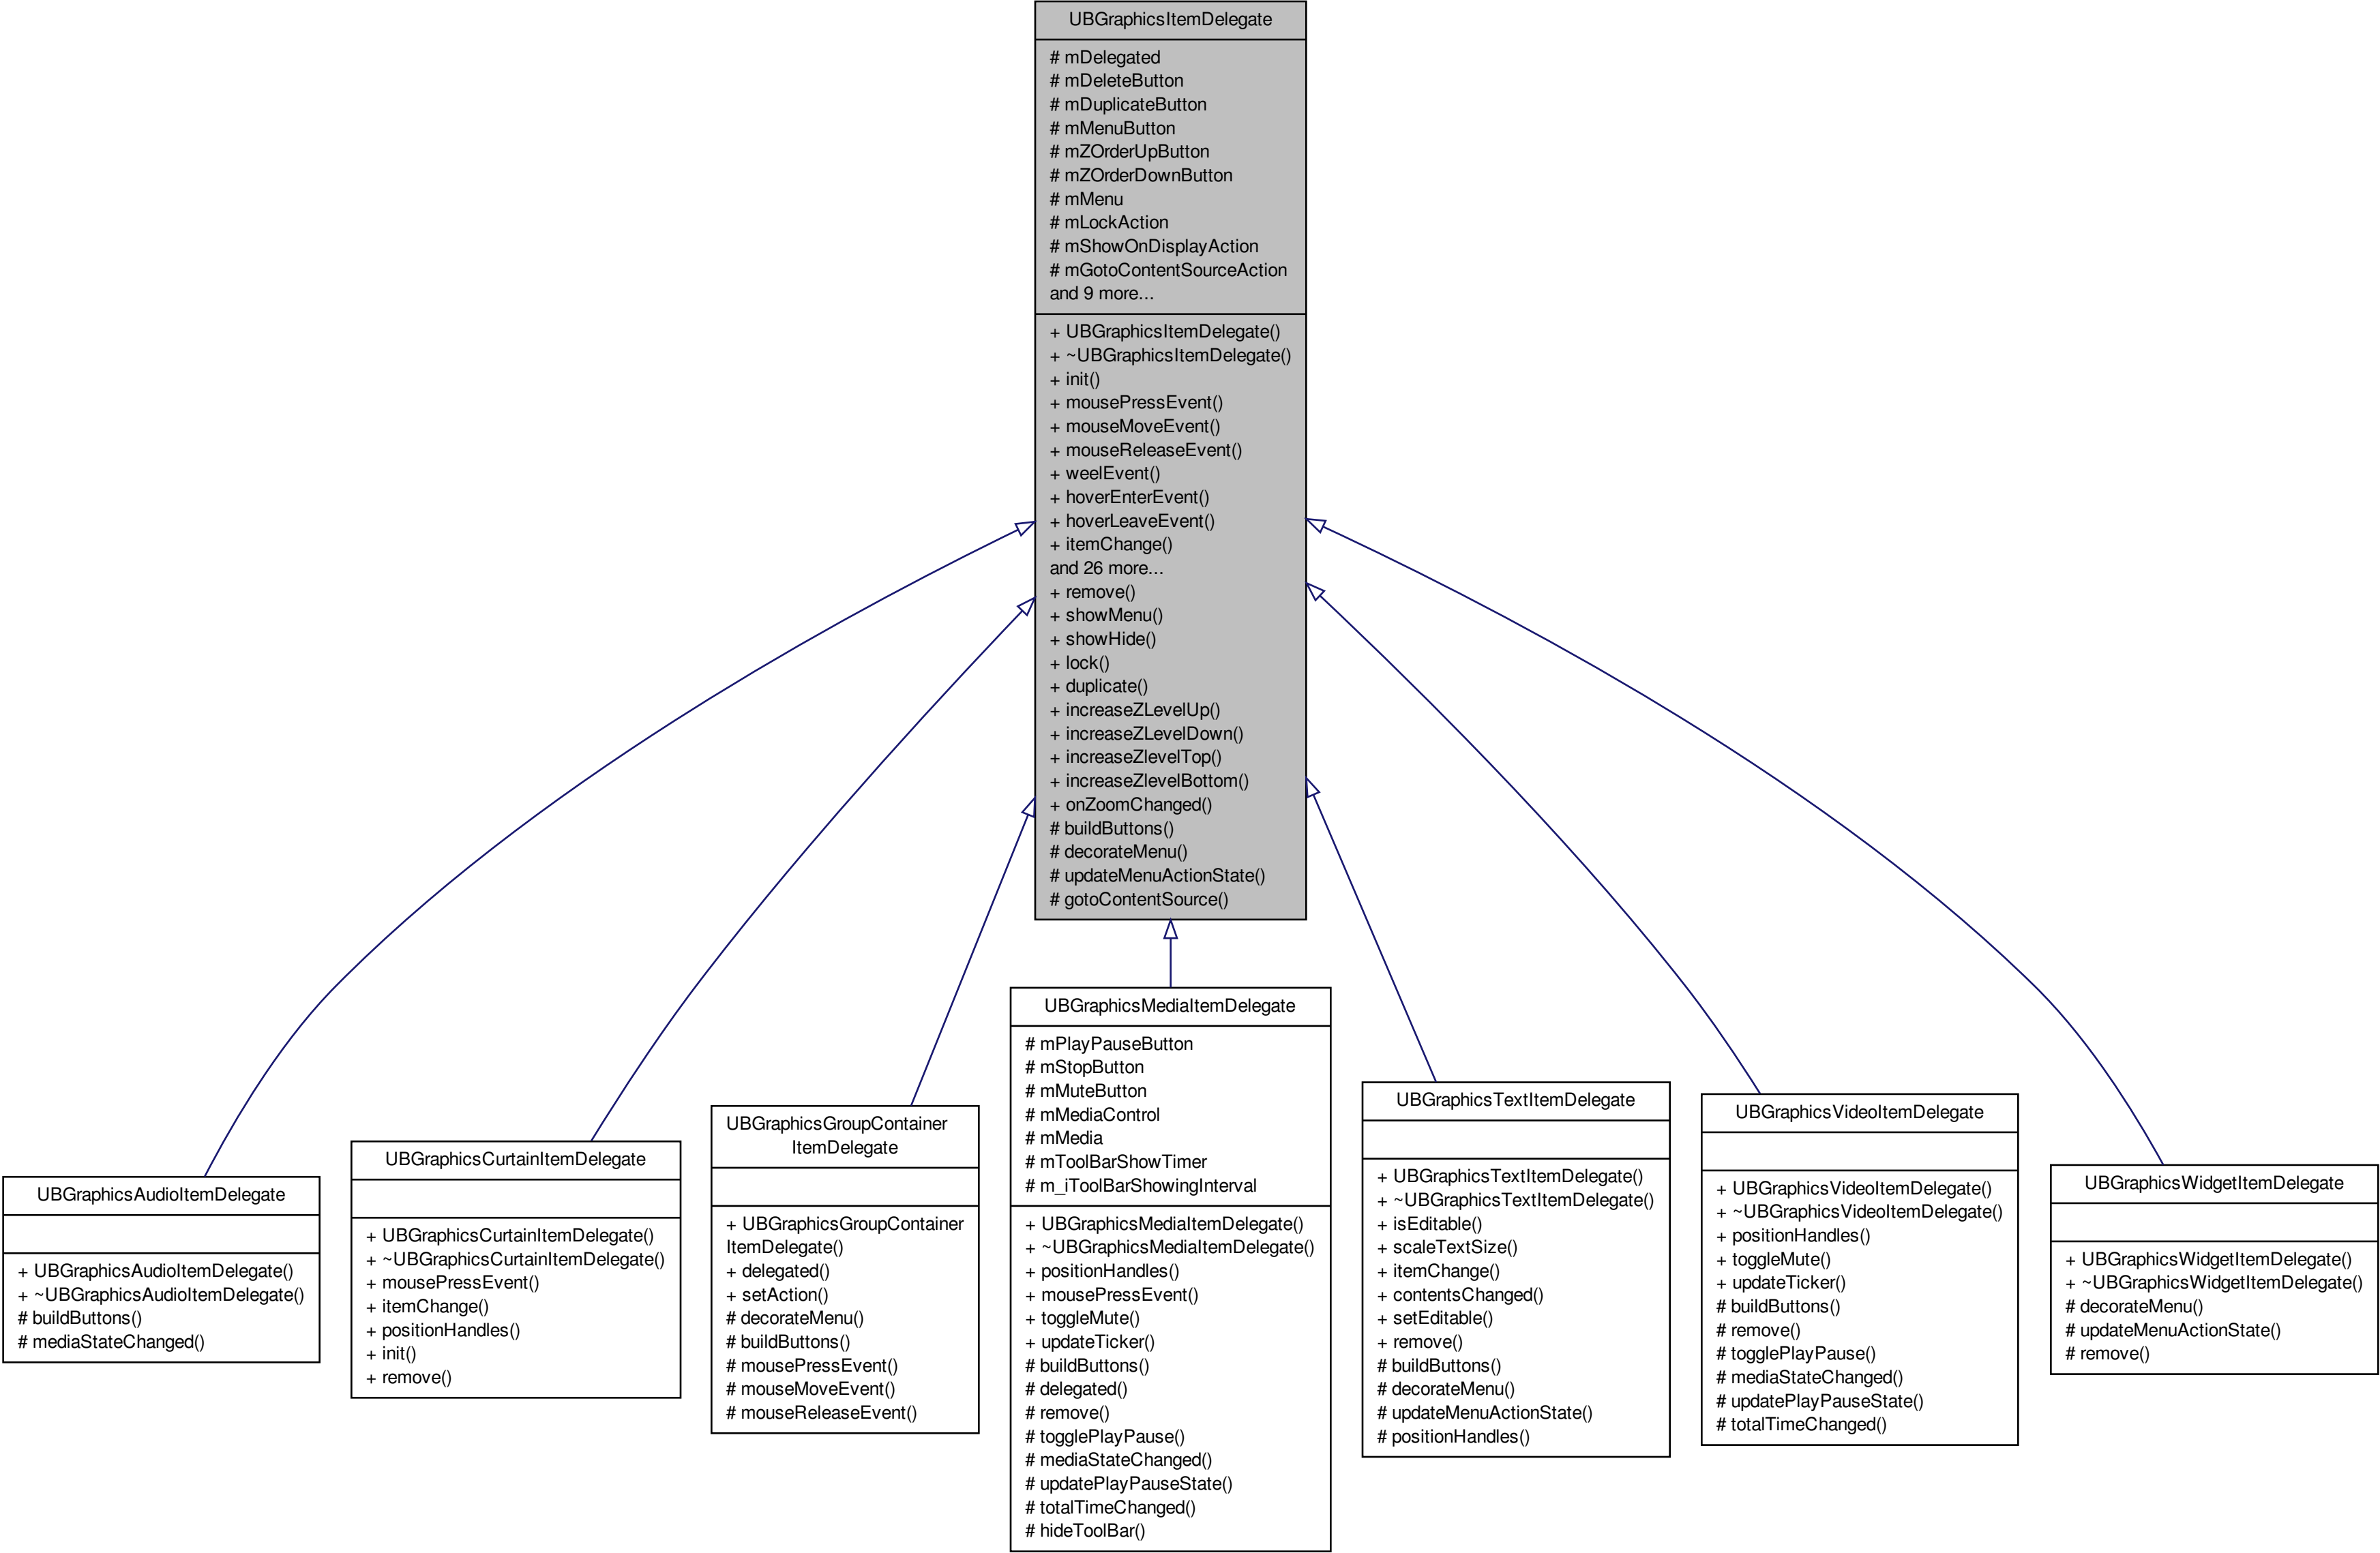 UBGraphicsItemDelegate
# mDelegated
# mDeleteButton
# mDuplicateButton
# mMenuButton
# mZOrderUpButton
# mZOrderDownButton
# mMenu
# mLockAction
# mShowOnDisplayAction
# mGotoContentSourceAction
and 9 more...
+ UBGraphicsItemDelegate()
+ ~UBGraphicsItemDelegate()
+ init()
+ mousePressEvent()
+ mouseMoveEvent()
+ mouseReleaseEvent()
+ weelEvent()
+ hoverEnterEvent()
+ hoverLeaveEvent()
+ itemChange()
and 26 more...
+ remove()
+ showMenu()
+ showHide()
+ lock()
+ duplicate()
+ increaseZLevelUp()
+ increaseZLevelDown()
+ increaseZlevelTop()
+ increaseZlevelBottom()
+ onZoomChanged()
# buildButtons()
# decorateMenu()
# updateMenuActionState()
# gotoContentSource()
UBGraphicsAudioItemDelegate
+ UBGraphicsAudioItemDelegate()
+ ~UBGraphicsAudioItemDelegate()
# buildButtons()
# mediaStateChanged()
UBGraphicsCurtainItemDelegate
+ UBGraphicsCurtainItemDelegate()
+ ~UBGraphicsCurtainItemDelegate()
+ mousePressEvent()
+ itemChange()
+ positionHandles()
+ init()
+ remove()
UBGraphicsGroupContainer
ItemDelegate
+ UBGraphicsGroupContainer
ItemDelegate()
+ delegated()
+ setAction()
# decorateMenu()
# buildButtons()
# mousePressEvent()
# mouseMoveEvent()
# mouseReleaseEvent()
UBGraphicsMediaItemDelegate
# mPlayPauseButton
# mStopButton
# mMuteButton
# mMediaControl
# mMedia
# mToolBarShowTimer
# m_iToolBarShowingInterval
+ UBGraphicsMediaItemDelegate()
+ ~UBGraphicsMediaItemDelegate()
+ positionHandles()
+ mousePressEvent()
+ toggleMute()
+ updateTicker()
# buildButtons()
# delegated()
# remove()
# togglePlayPause()
# mediaStateChanged()
# updatePlayPauseState()
# totalTimeChanged()
# hideToolBar()
UBGraphicsTextItemDelegate
+ UBGraphicsTextItemDelegate()
+ ~UBGraphicsTextItemDelegate()
+ isEditable()
+ scaleTextSize()
+ itemChange()
+ contentsChanged()
+ setEditable()
+ remove()
# buildButtons()
# decorateMenu()
# updateMenuActionState()
# positionHandles()
UBGraphicsVideoItemDelegate
+ UBGraphicsVideoItemDelegate()
+ ~UBGraphicsVideoItemDelegate()
+ positionHandles()
+ toggleMute()
+ updateTicker()
# buildButtons()
# remove()
# togglePlayPause()
# mediaStateChanged()
# updatePlayPauseState()
# totalTimeChanged()
UBGraphicsWidgetItemDelegate
+ UBGraphicsWidgetItemDelegate()
+ ~UBGraphicsWidgetItemDelegate()
# decorateMenu()
# updateMenuActionState()
# remove()